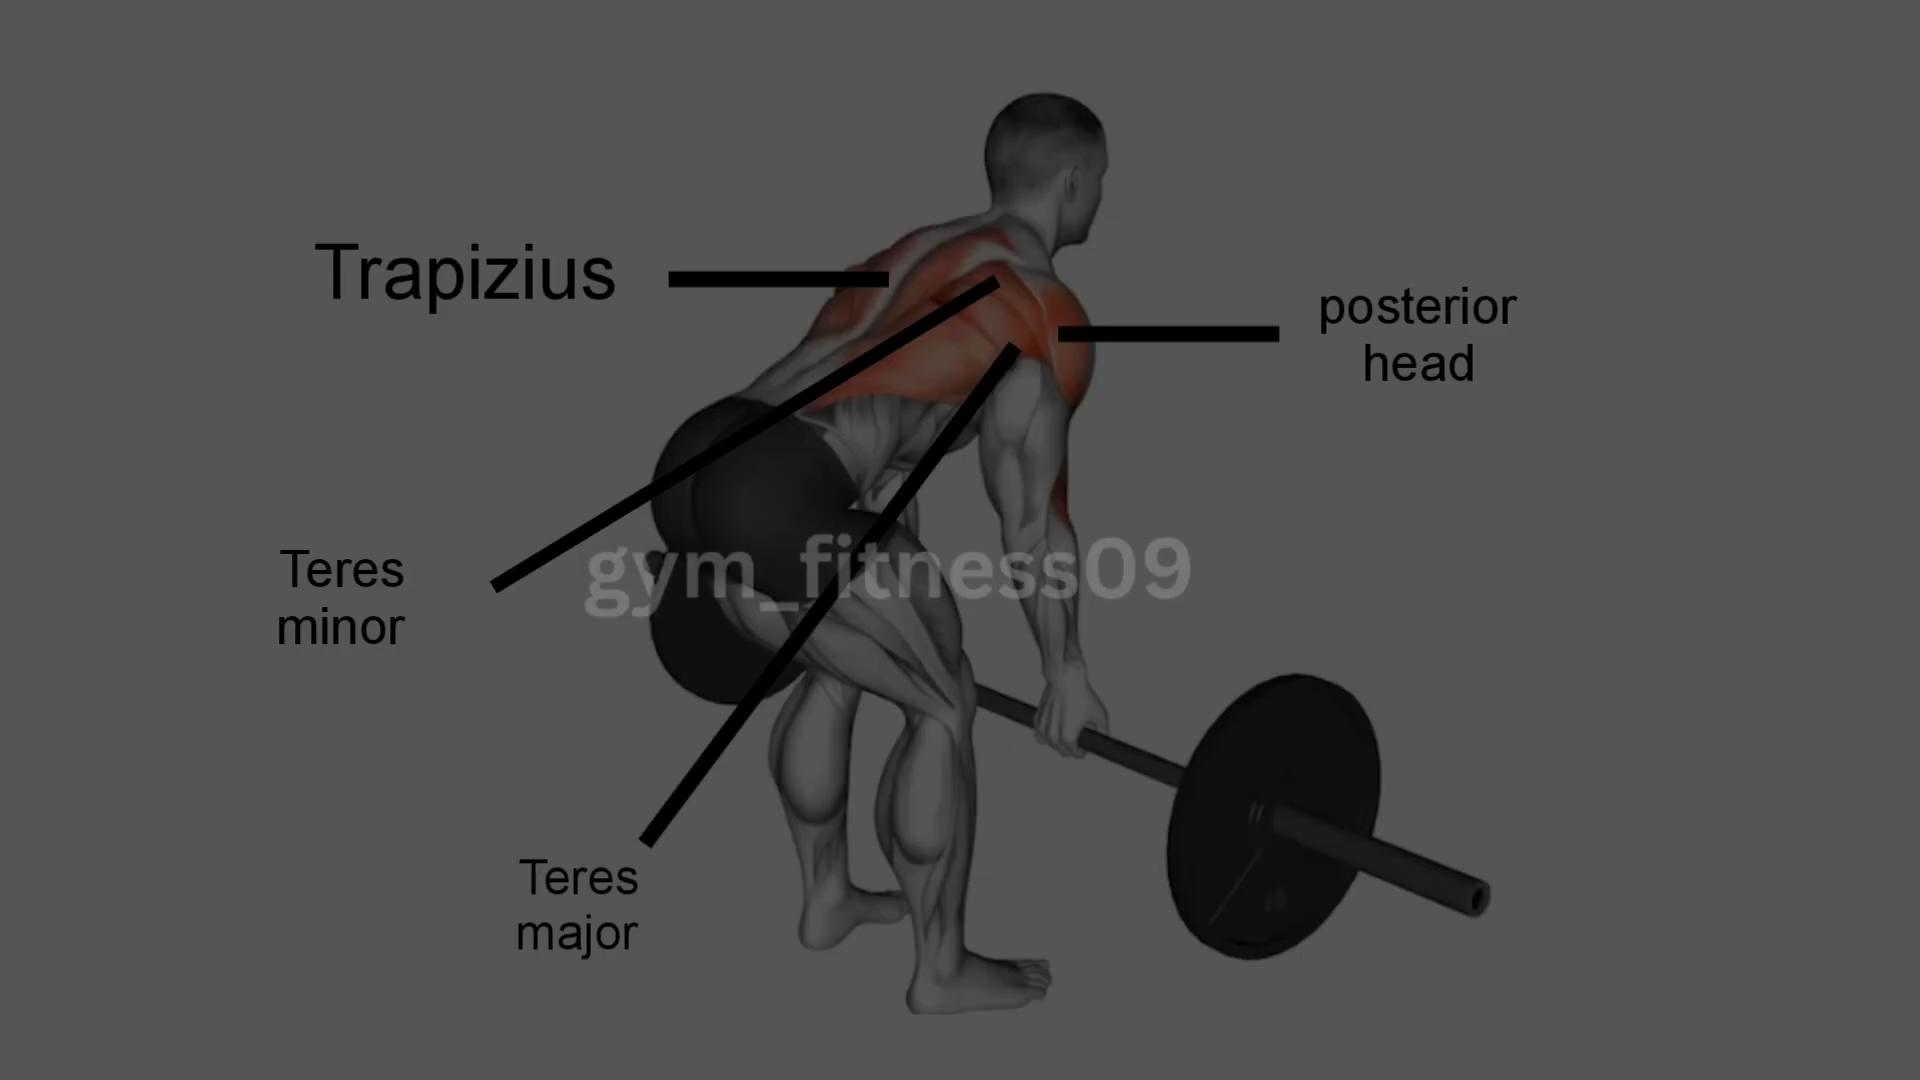 Trapizius
posterior
head
Teres
minor
gym_fitness09
Teres
major